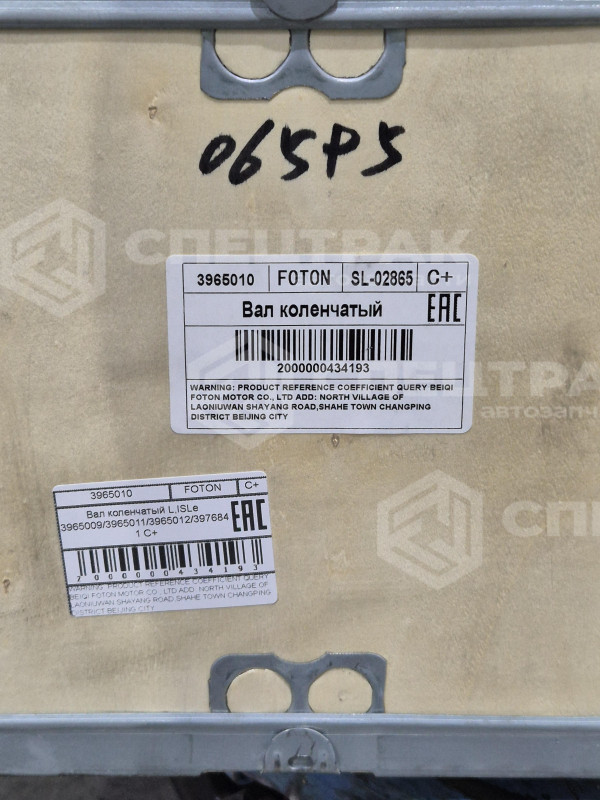 065P5
СПЕЦТРАК
3965010 FOTON SL-02865 C+
Вал коленчатый EAC
2000000434193
WARNING: PRODUCT REFERENCE COEFFICIENT QUERY BEIQI
FOTON MOTOR CO., LTD ADD: NORTH VILLAGE OF
LAONIUWAN SHAYANG ROAD,SHAHE TOWN CHANGPING
DISTRICT BEIJING CITY
3965010 FOTON C+
Вал коленчатый L,ISLe
3965009/3965011/3965012/397684
1 C+
EAC
2000000434193
WARNING: PRODUCT REFERENCE COEFFICIENT QUERY
BEIQI FOTON MOTOR CO., LTD ADD: NORTH VILLAGE OF
LAONIUWAN SHAYANG ROAD,SHAHE TOWN CHANGPING
DISTRICT BEIJING CITY